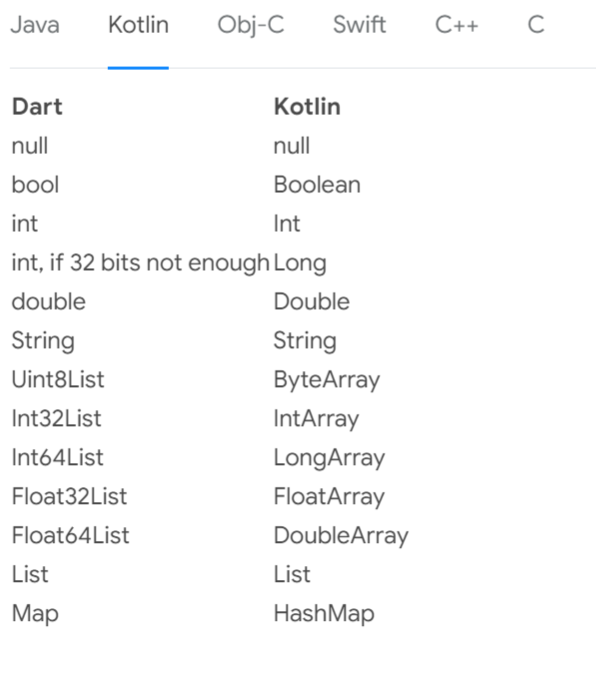 Java Kotlin Obj-C Swift C++ C
Dart Kotlin
null null
bool Boolean
int Int
int, if 32 bits not enough Long
double Double
String String
Uint8List ByteArray
Int32List IntArray
Int64List LongArray
Float32List FloatArray
Float64List DoubleArray
List List
Map HashMap